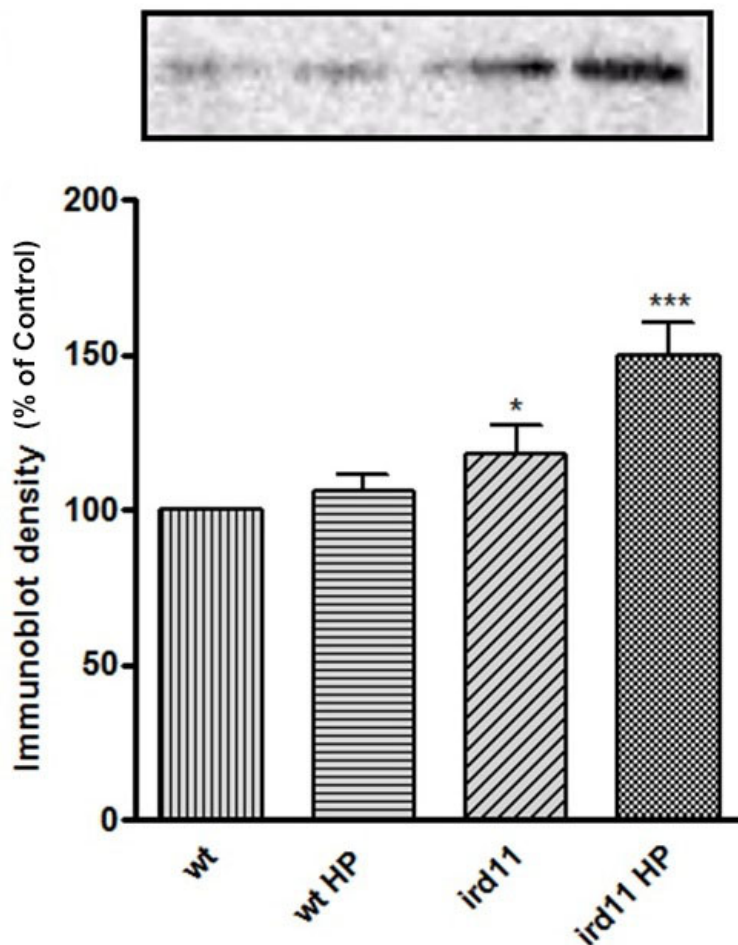 200
150
100
50
0
Immunoblot density (% of Control)
*
***
wt
wt HP
ird11
ird11 HP